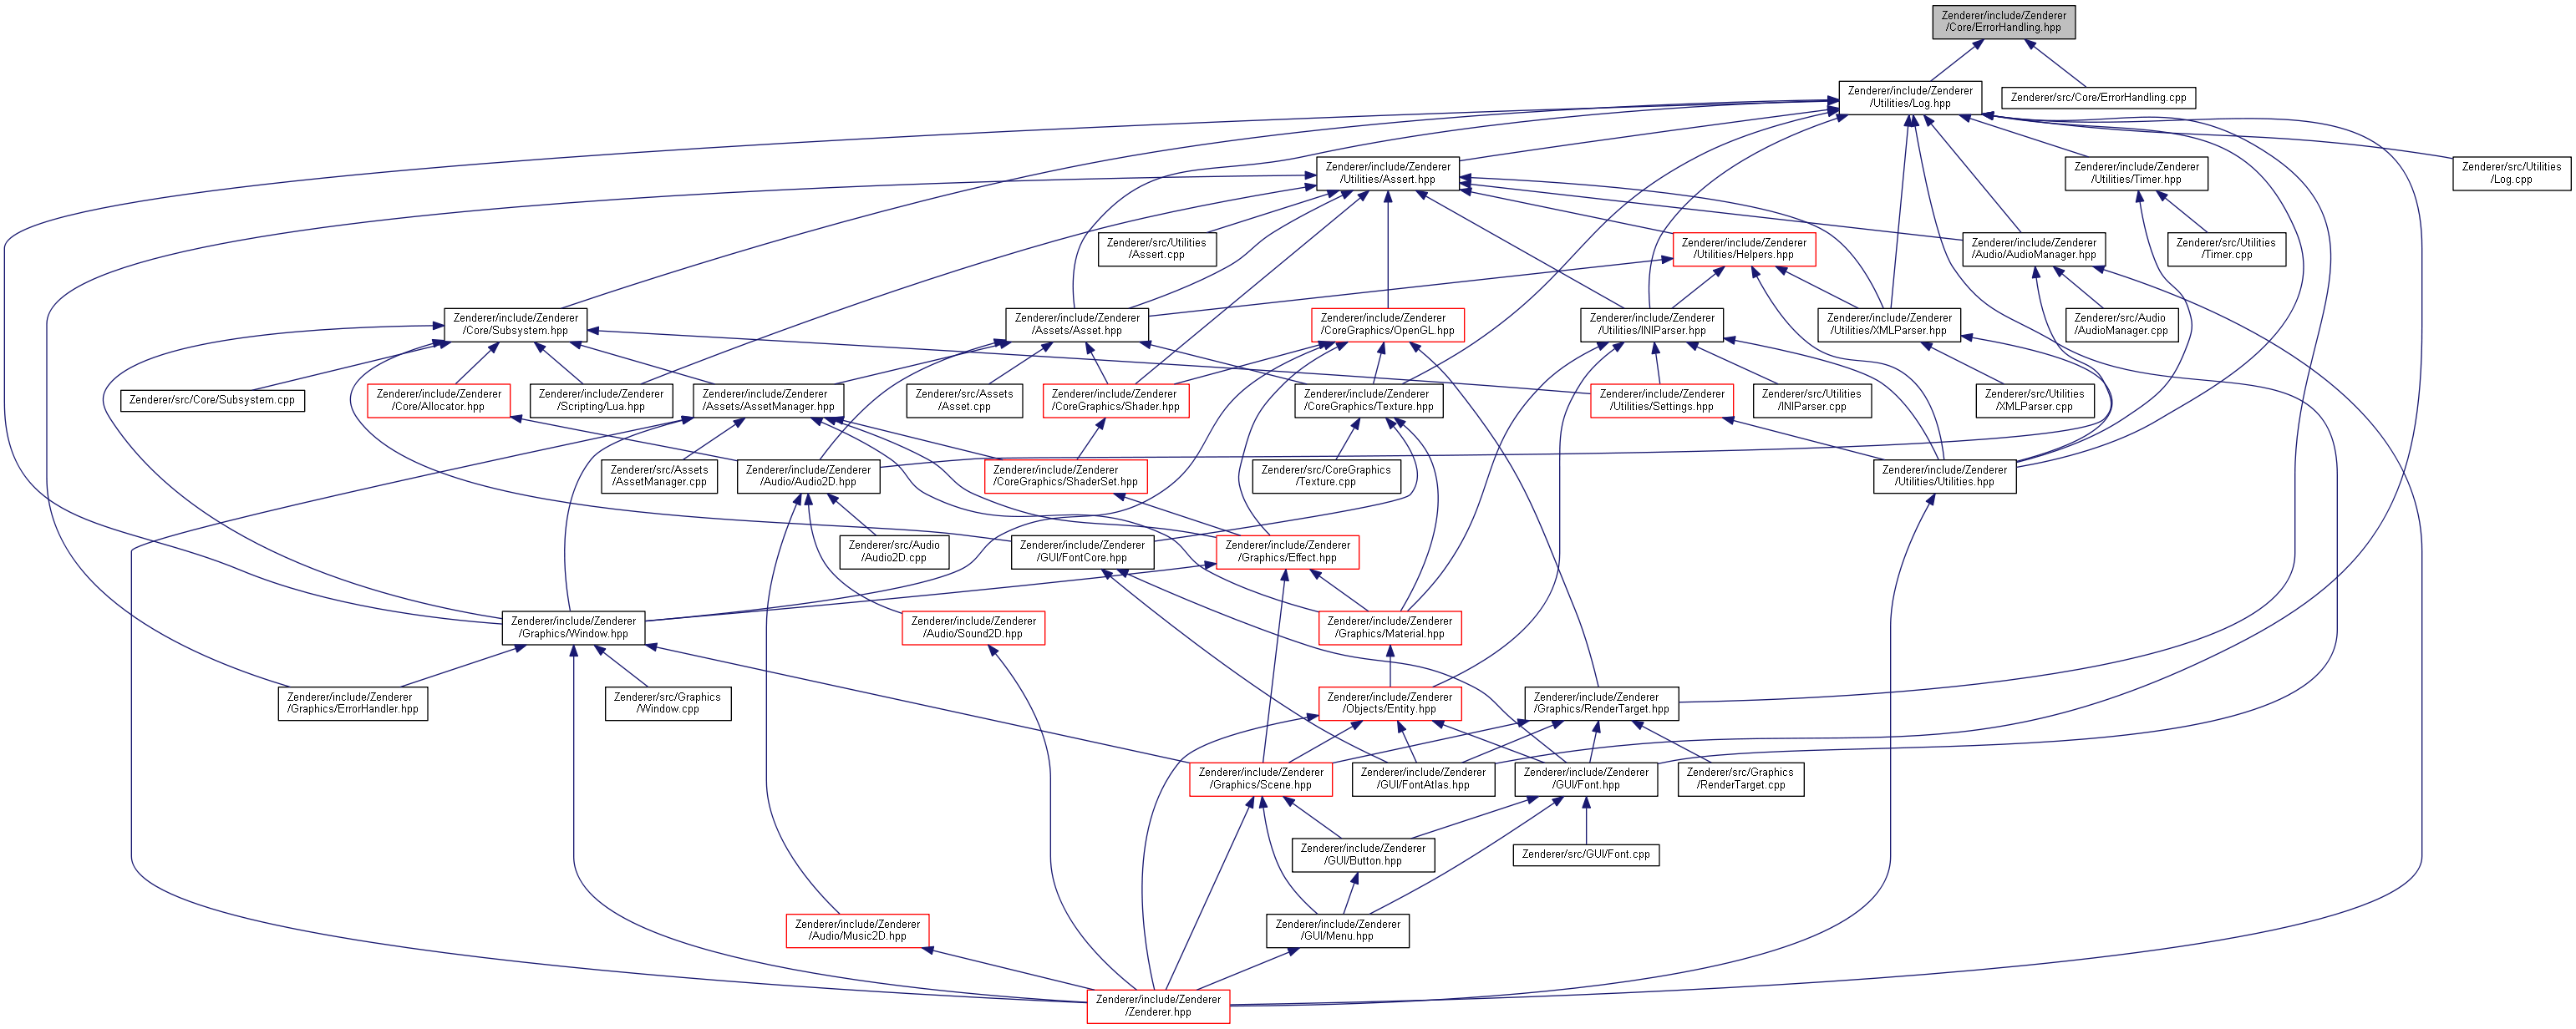 Zenderer/include/Zenderer
/Core/ErrorHandling.hpp
Zenderer/include/Zenderer
/Utilities/Log.hpp
Zenderer/src/Core/ErrorHandling.cpp
Zenderer/include/Zenderer
/Utilities/Assert.hpp
Zenderer/include/Zenderer
/Utilities/Timer.hpp
Zenderer/src/Utilities
/Log.cpp
Zenderer/src/Utilities
/Assert.cpp
Zenderer/include/Zenderer
/Utilities/Helpers.hpp
Zenderer/include/Zenderer
/Audio/AudioManager.hpp
Zenderer/src/Utilities
/Timer.cpp
Zenderer/include/Zenderer
/Core/Subsystem.hpp
Zenderer/include/Zenderer
/Assets/Asset.hpp
Zenderer/include/Zenderer
/CoreGraphics/OpenGL.hpp
Zenderer/include/Zenderer
/Utilities/INIParser.hpp
Zenderer/include/Zenderer
/Utilities/XMLParser.hpp
Zenderer/src/Audio
/AudioManager.cpp
Zenderer/src/Core/Subsystem.cpp
Zenderer/include/Zenderer
/Core/Allocator.hpp
Zenderer/include/Zenderer
/Scripting/Lua.hpp
Zenderer/include/Zenderer
/Assets/AssetManager.hpp
Zenderer/src/Assets
/Asset.cpp
Zenderer/include/Zenderer
/CoreGraphics/Shader.hpp
Zenderer/include/Zenderer
/CoreGraphics/Texture.hpp
Zenderer/include/Zenderer
/Utilities/Settings.hpp
Zenderer/src/Utilities
/INIParser.cpp
Zenderer/src/Utilities
/XMLParser.cpp
Zenderer/src/Assets
/AssetManager.cpp
Zenderer/include/Zenderer
/Audio/Audio2D.hpp
Zenderer/include/Zenderer
/CoreGraphics/ShaderSet.hpp
Zenderer/src/CoreGraphics
/Texture.cpp
Zenderer/include/Zenderer
/Utilities/Utilities.hpp
Zenderer/src/Audio
/Audio2D.cpp
Zenderer/include/Zenderer
/GUI/FontCore.hpp
Zenderer/include/Zenderer
/Graphics/Effect.hpp
Zenderer/include/Zenderer
/Graphics/Window.hpp
Zenderer/include/Zenderer
/Audio/Sound2D.hpp
Zenderer/include/Zenderer
/Graphics/Material.hpp
Zenderer/include/Zenderer
/Graphics/ErrorHandler.hpp
Zenderer/src/Graphics
/Window.cpp
Zenderer/include/Zenderer
/Objects/Entity.hpp
Zenderer/include/Zenderer
/Graphics/RenderTarget.hpp
Zenderer/include/Zenderer
/Graphics/Scene.hpp
Zenderer/include/Zenderer
/GUI/FontAtlas.hpp
Zenderer/include/Zenderer
/GUI/Font.hpp
Zenderer/src/Graphics
/RenderTarget.cpp
Zenderer/include/Zenderer
/GUI/Button.hpp
Zenderer/src/GUI/Font.cpp
Zenderer/include/Zenderer
/Audio/Music2D.hpp
Zenderer/include/Zenderer
/GUI/Menu.hpp
Zenderer/include/Zenderer
/Zenderer.hpp